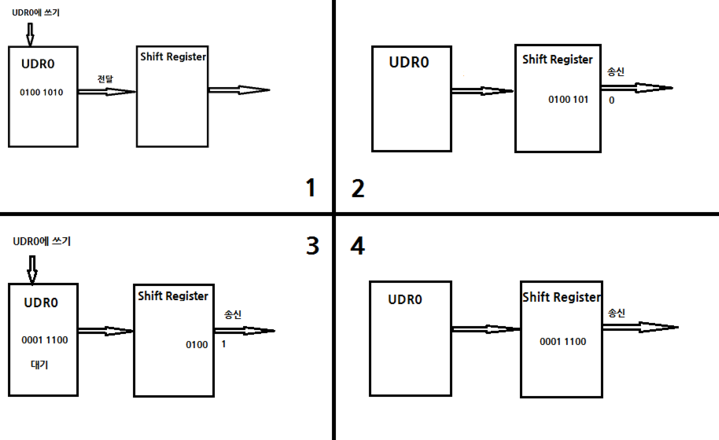 UDR0에 쓰기
UDR0
0100 1010
전달
Shift Register
1
2
UDR0
Shift Register
0100 101
송신
0
3
UDR0에 쓰기
UDR0
0001 1100
대기
Shift Register
0100
송신
1
4
UDR0
Shift Register
0001 1100
송신